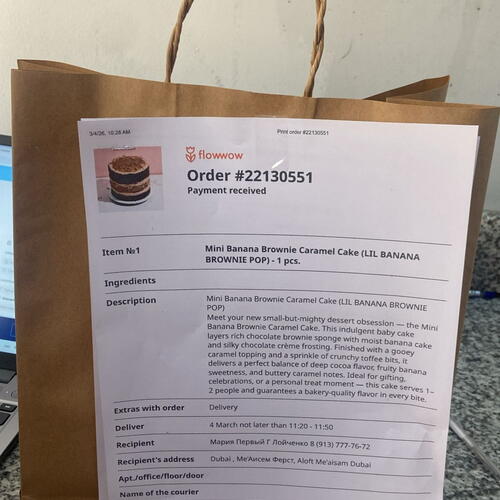 3/4/26, 10:28 AM
Print order #22130551
flowwow
Order #22130551
Payment received
Item №1
Mini Banana Brownie Caramel Cake (LIL BANANA
BROWNIE POP) - 1 pcs.
Ingredients
Description
Mini Banana Brownie Caramel Cake (LIL BANANA BROWNIE
POP)
Meet your new small-but-mighty dessert obsession — the Mini
Banana Brownie Caramel Cake. This indulgent baby cake
layers rich chocolate brownie sponge with moist banana cake
and silky chocolate crème frosting. Finished with a gooey
caramel topping and a sprinkle of crunchy toffee bits, it
delivers a perfect balance of deep cocoa flavor, fruity banana
sweetness, and buttery caramel notes. Ideal for gifting,
celebrations, or a personal treat moment — this cake serves 1–
2 people and guarantees a bakery-quality flavor in every bite.
Extras with order
Delivery
Deliver
4 March not later than 11:20 - 11:50
Recipient
Мария Первый Г Лойченко 8 (913) 777-76-72
Recipient's address
Dubai , Me'Аисем Ферст, Aloft Me'aisam Dubai
Apt./office/floor/door
Name of the courier